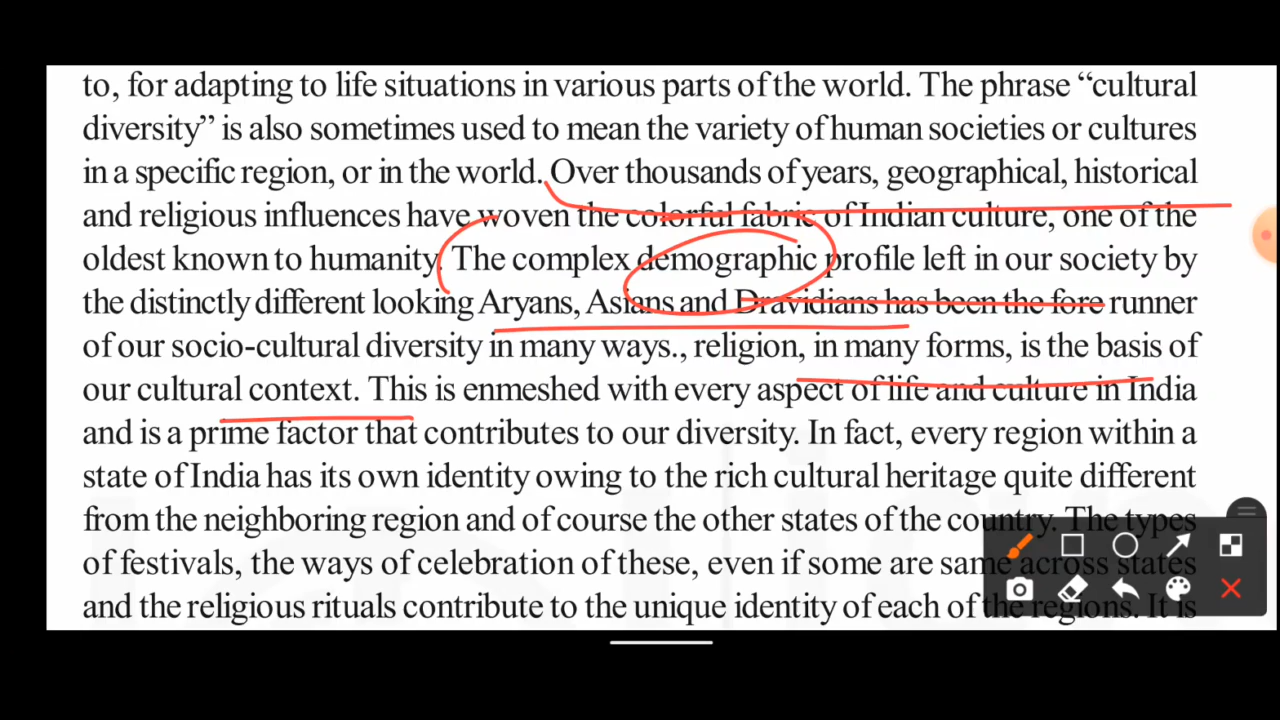 to, for adapting to life situations in various parts of the world. The phrase “cultural
diversity” is also sometimes used to mean the variety of human societies or cultures
in a specific region, or in the world. Over thousands of years, geographical, historical
and religious influences have woven the colorful fabric of Indian culture, one of the
oldest known to humanity. The complex demographic profile left in our society by
the distinctly different looking Aryans, Asians and Dravidians has been the fore runner
of our socio-cultural diversity in many ways., religion, in many forms, is the basis of
our cultural context. This is enmeshed with every aspect of life and culture in India
and is a prime factor that contributes to our diversity. In fact, every region within a
state of India has its own identity owing to the rich cultural heritage quite different
from the neighboring region and of course the other states of the country. The types
of festivals, the ways of celebration of these, even if some are same across states
and the religious rituals contribute to the unique identity of each of the regions. It is